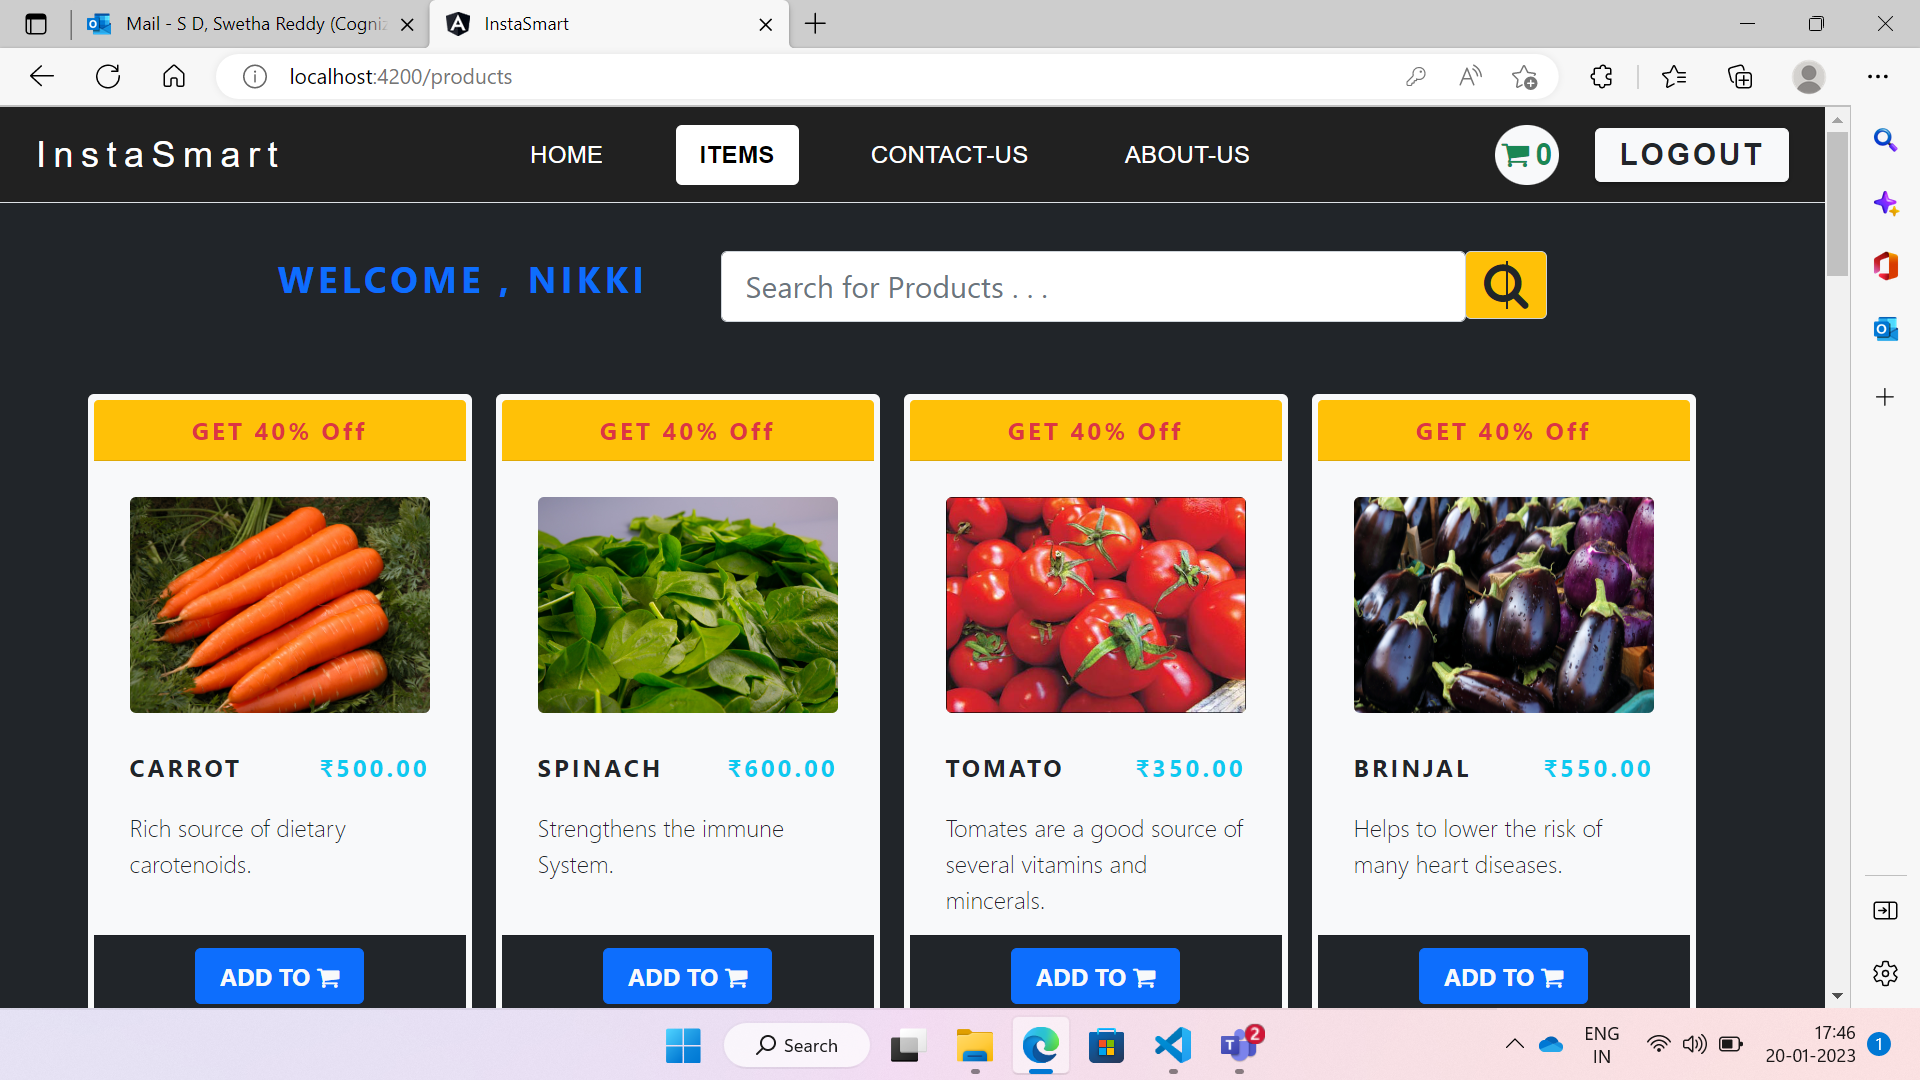 Mail - S D, Swetha Reddy (Cogniz
InstaSmart
localhost:4200/products
InstaSmart
HOME
ITEMS
CONTACT-US
ABOUT-US
0
LOGOUT
WELCOME , NIKKI
Search for Products . . .
GET 40% Off
GET 40% Off
GET 40% Off
GET 40% Off
CARROT ₹500.00
SPINACH ₹600.00
TOMATO ₹350.00
BRINJAL ₹550.00
Rich source of dietary
carotenoids.
Strengthens the immune
System.
Tomates are a good source of
several vitamins and
mincerals.
Helps to lower the risk of
many heart diseases.
ADD TO
ADD TO
ADD TO
ADD TO
Search
2
ENG
IN
17:46
20-01-2023
1